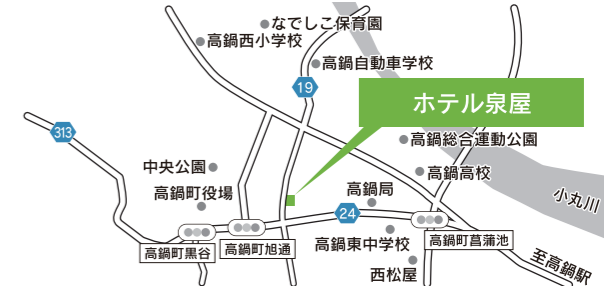 なでしこ保育園
高鍋西小学校
高鍋自動車学校
19
ホテル泉屋
313
高鍋総合運動公園
中央公園
高鍋高校
高鍋町役場
高鍋局
小丸川
24
高鍋町黒谷
高鍋町旭通
高鍋東中学校
高鍋町菖蒲池
西松屋
至高鍋駅